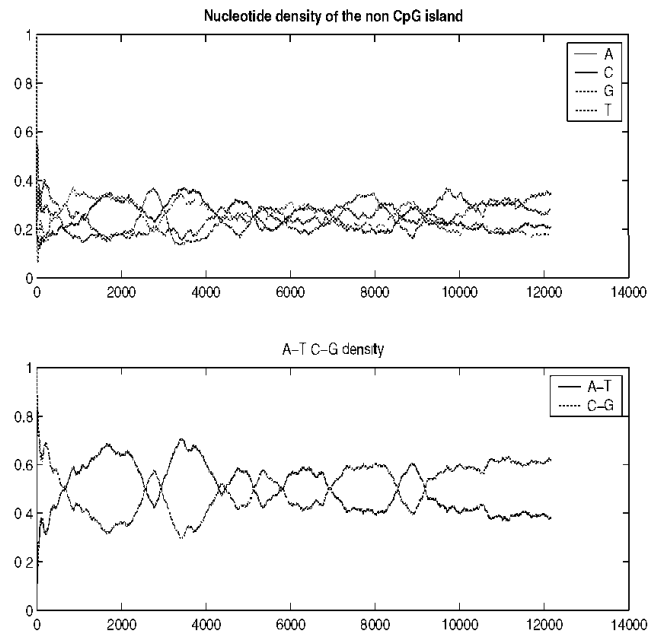 Nucleotide density of the non CpG island
1
0 8
0 6
0.4
0.2
0
0 2000 4000 6000 8000 10000 12000 14000
A
C
G
T
A–T C–G density
1
0.8
0.6
0.4
0 2
0
0 2000 4000 6000 8000 10000 12000 14000
A–T
C–G